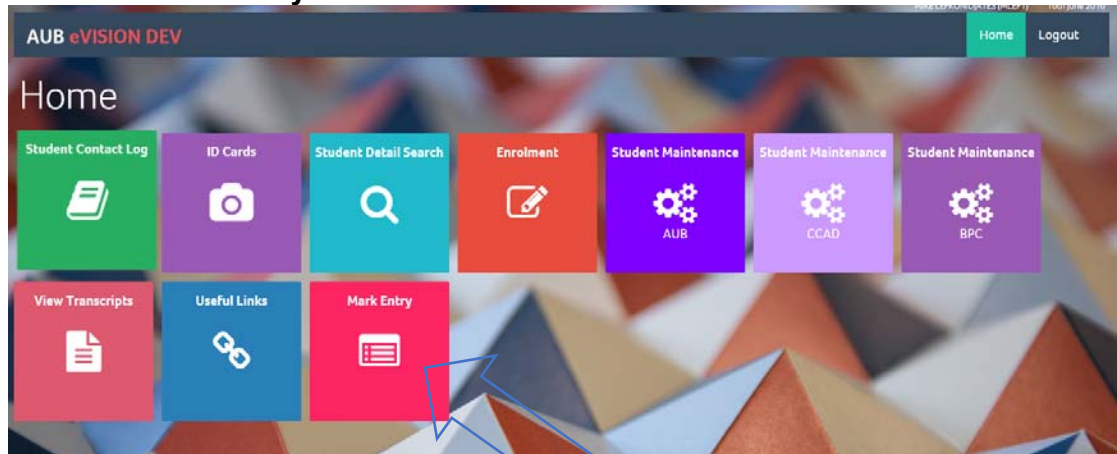 AUB eVISION DEV
Home
Logout
Home
Student Contact Log
ID Cards
Student Detail Search
Enrolment
Student Maintenance
AUB
Student Maintenance
CCAD
Student Maintenance
BPC
View Transcripts
Useful Links
Mark Entry